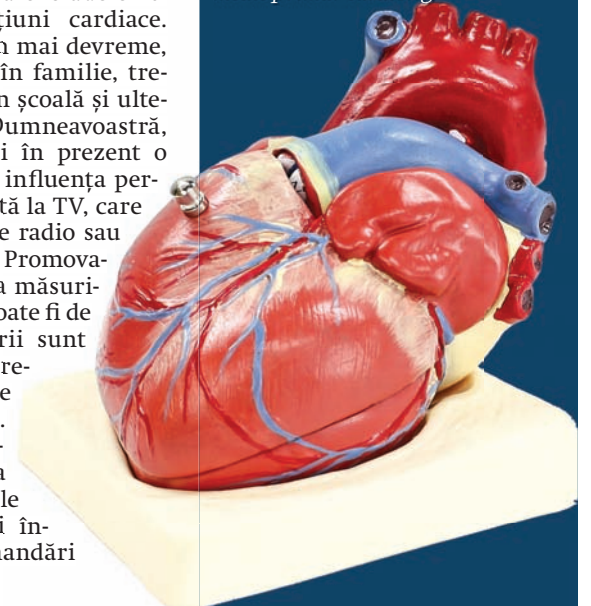 țiuni cardiace.
mai devreme,
în familie, tre-
școală și ulte-
Dumneavoastră,
i în prezent o
influența per-
tă la TV, care
e radio sau
Promova-
a măsuri-
oate fi de
rii sunt
re-
e
.
-
a
le
i în-
andări